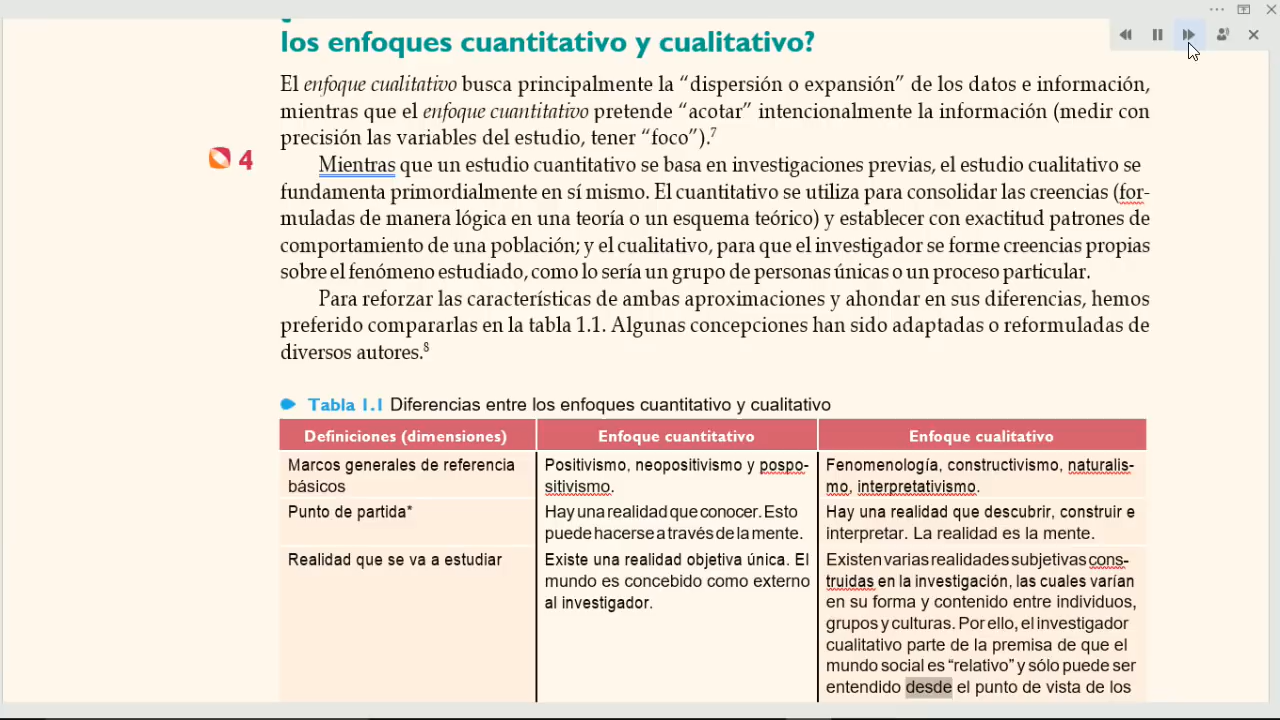 los enfoques cuantitativo y cualitativo?
El enfoque cualitativo busca principalmente la “dispersión o expansión” de los datos e información,
mientras que el enfoque cuantitativo pretende “acotar” intencionalmente la información (medir con
precisión las variables del estudio, tener “foco”).7
4
Mientras que un estudio cuantitativo se basa en investigaciones previas, el estudio cualitativo se
fundamenta primordialmente en sí mismo. El cuantitativo se utiliza para consolidar las creencias (for-
muladas de manera lógica en una teoría o un esquema teórico) y establecer con exactitud patrones de
comportamiento de una población; y el cualitativo, para que el investigador se forme creencias propias
sobre el fenómeno estudiado, como lo sería un grupo de personas únicas o un proceso particular.
Para reforzar las características de ambas aproximaciones y ahondar en sus diferencias, hemos
preferido compararlas en la tabla 1.1. Algunas concepciones han sido adaptadas o reformuladas de
diversos autores.8
Tabla 1.1 Diferencias entre los enfoques cuantitativo y cualitativo
Definiciones (dimensiones)
Enfoque cuantitativo
Enfoque cualitativo
Marcos generales de referencia
básicos
Positivismo, neopositivismo y pospo-
sitivismo.
Fenomenología, constructivismo, naturalis-
mo, interpretativismo.
Punto de partida*
Hay una realidad que conocer. Esto
puede hacerse a través de la mente.
Hay una realidad que descubrir, construir e
interpretar. La realidad es la mente.
Realidad que se va a estudiar
Existe una realidad objetiva única. El
mundo es concebido como externo
al investigador.
Existen varias realidades subjetivas cons-
truidas en la investigación, las cuales varían
en su forma y contenido entre individuos,
grupos y culturas. Por ello, el investigador
cualitativo parte de la premisa de que el
mundo social es “relativo” y sólo puede ser
entendido desde el punto de vista de los